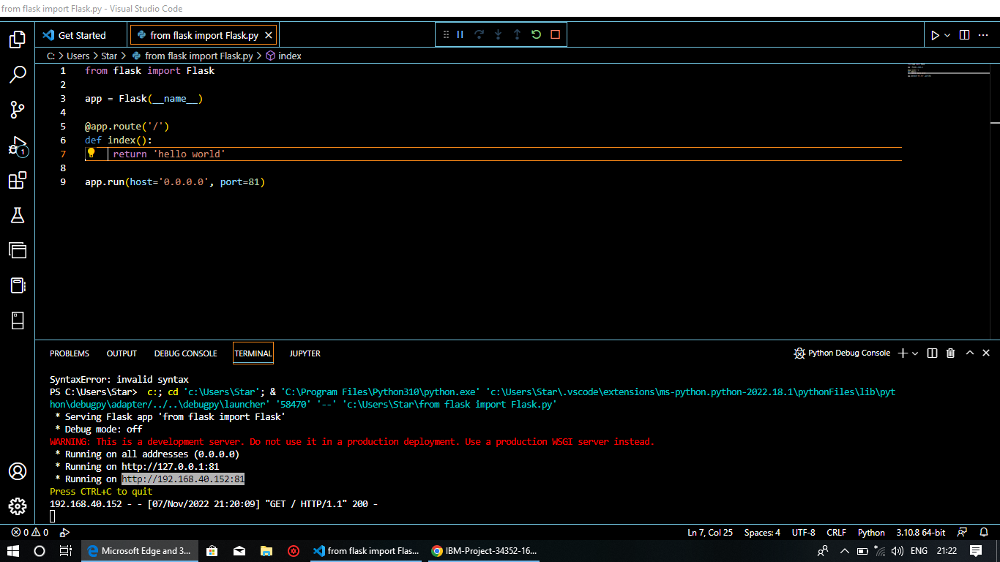 from flask import Flask.py - Visual Studio Code
Get Started
from flask import Flask.py
C: > Users > Star > from flask import Flask.py > index
1 from flask import Flask
2
3 app = Flask(__name__)
4
5 @app.route('/')
6 def index():
7 return 'hello world'
8
9 app.run(host='0.0.0.0', port=81)
1
PROBLEMS OUTPUT DEBUG CONSOLE TERMINAL JUPYTER
Python Debug Console
SyntaxError: invalid syntax
PS C:\Users\Star>  c:; cd 'c:\Users\Star'; & 'C:\Program Files\Python310\python.exe' 'c:\Users\Star\.vscode\extensions\ms-python.python-2022.18.1\pythonFiles\lib\pyt
hon\debugpy\adapter/../..\debugpy\launcher' '58470' '--' 'c:\Users\Star\from flask import Flask.py'
* Serving Flask app 'from flask import Flask'
* Debug mode: off
WARNING: This is a development server. Do not use it in a production deployment. Use a production WSGI server instead.
* Running on all addresses (0.0.0.0)
* Running on http://127.0.0.1:81
* Running on http://192.168.40.152:81
Press CTRL+C to quit
192.168.40.152 - - [07/Nov/2022 21:20:09] "GET / HTTP/1.1" 200 -
0 0
Ln 7, Col 25 Spaces: 4 UTF-8 CRLF Python 3.10.8 64-bit
Microsoft Edge and 3...
from flask import Flas...
IBM-Project-34352-16...
ENG 21:22